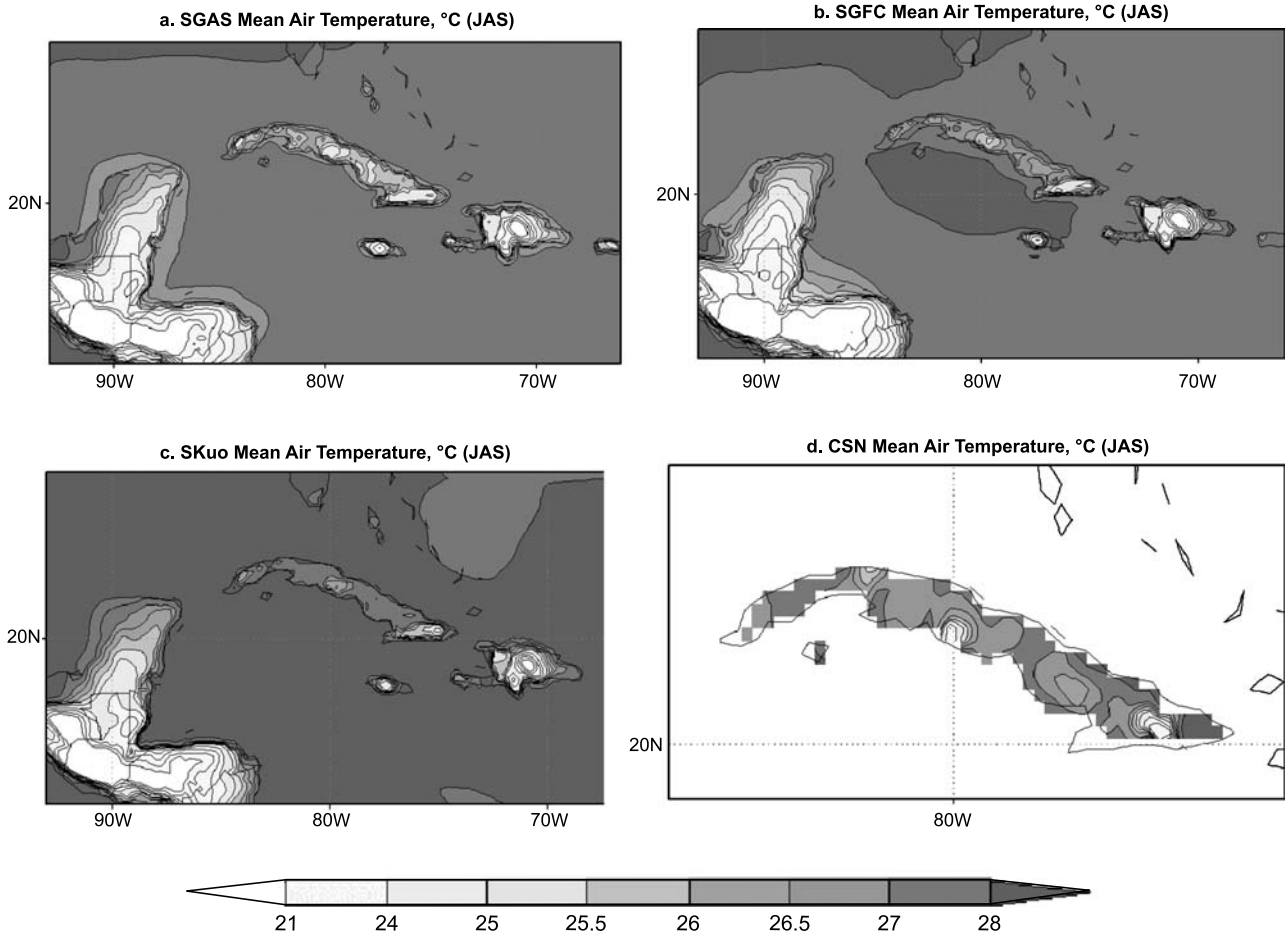 a. SGAS Mean Air Temperature, °C (JAS)
b. SGFC Mean Air Temperature, °C (JAS)
20N
20N
90W 80W 70W
90W 80W 70W
c. SKuo Mean Air Temperature, °C (JAS)
d. CSN Mean Air Temperature, °C (JAS)
20N
20N
90W 80W 70W
80W
21 24 25 25.5 26 26.5 27 28